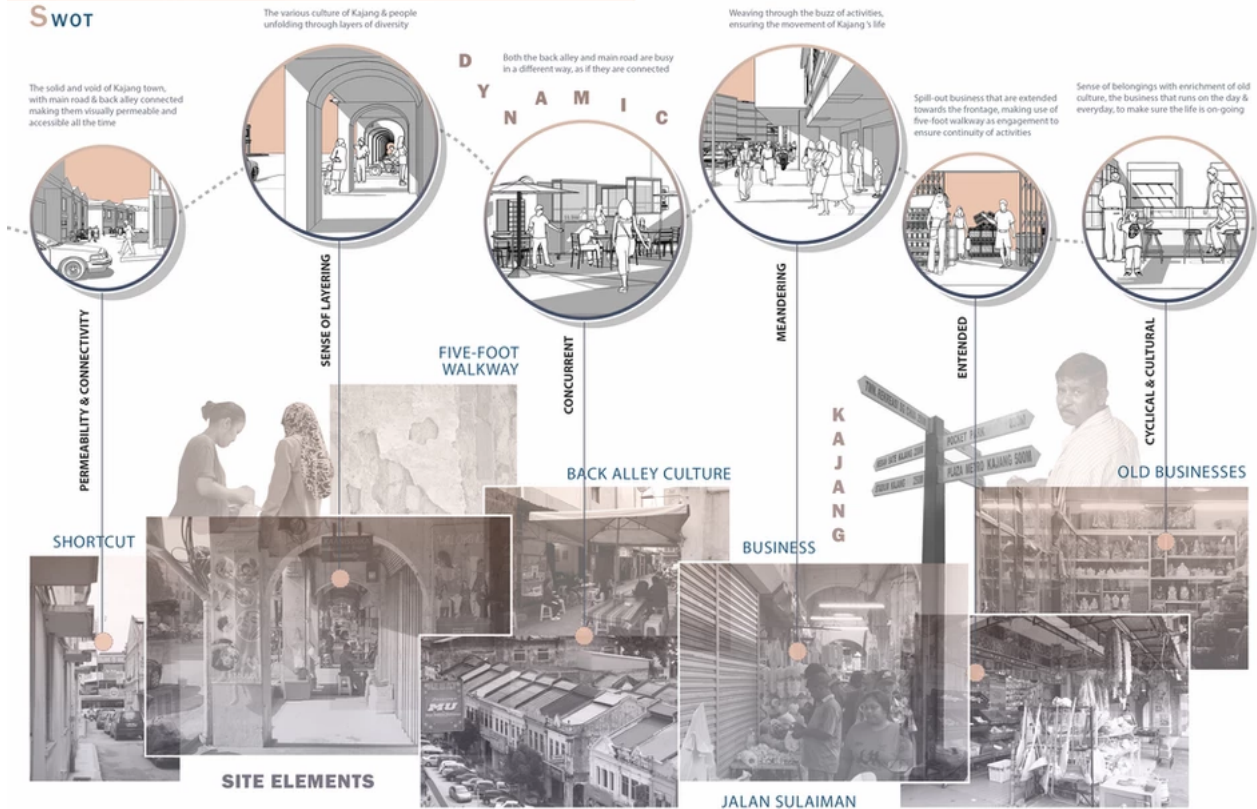 SWOT
The various culture of Kajang & people
unfolding through layers of diversity
Weaving through the buzz of activities,
ensuring the movement of Kajang 's life
Both the back alley and main road are busy
in a different way, as if they are connected
The solid and void of Kajang town,
with main road & back alley connected
making them visually permeable and
accessible all the time
Spill-out business that are extended
towards the frontage, making use of
five-foot walkway as engagement to
ensure continuity of activities
Sense of belongings with enrichment of old
culture, the business that runs on the day &
everyday, to make sure the life is on-going
DYNAMIC
PERMEABILITY & CONNECTIVITY
SENSE OF LAYERING
CONCURRENT
MEANDERING
EXTENDED
CYCLICAL & CULTURAL
FIVE-FOOT
WALKWAY
KAJANG
POCKET PARK
PLAZA METRO KAJANG 500M
STADIUM KAJANG
BACK ALLEY CULTURE
OLD BUSINESSES
SHORTCUT
BUSINESS
MU
SITE ELEMENTS
JALAN SULAIMAN